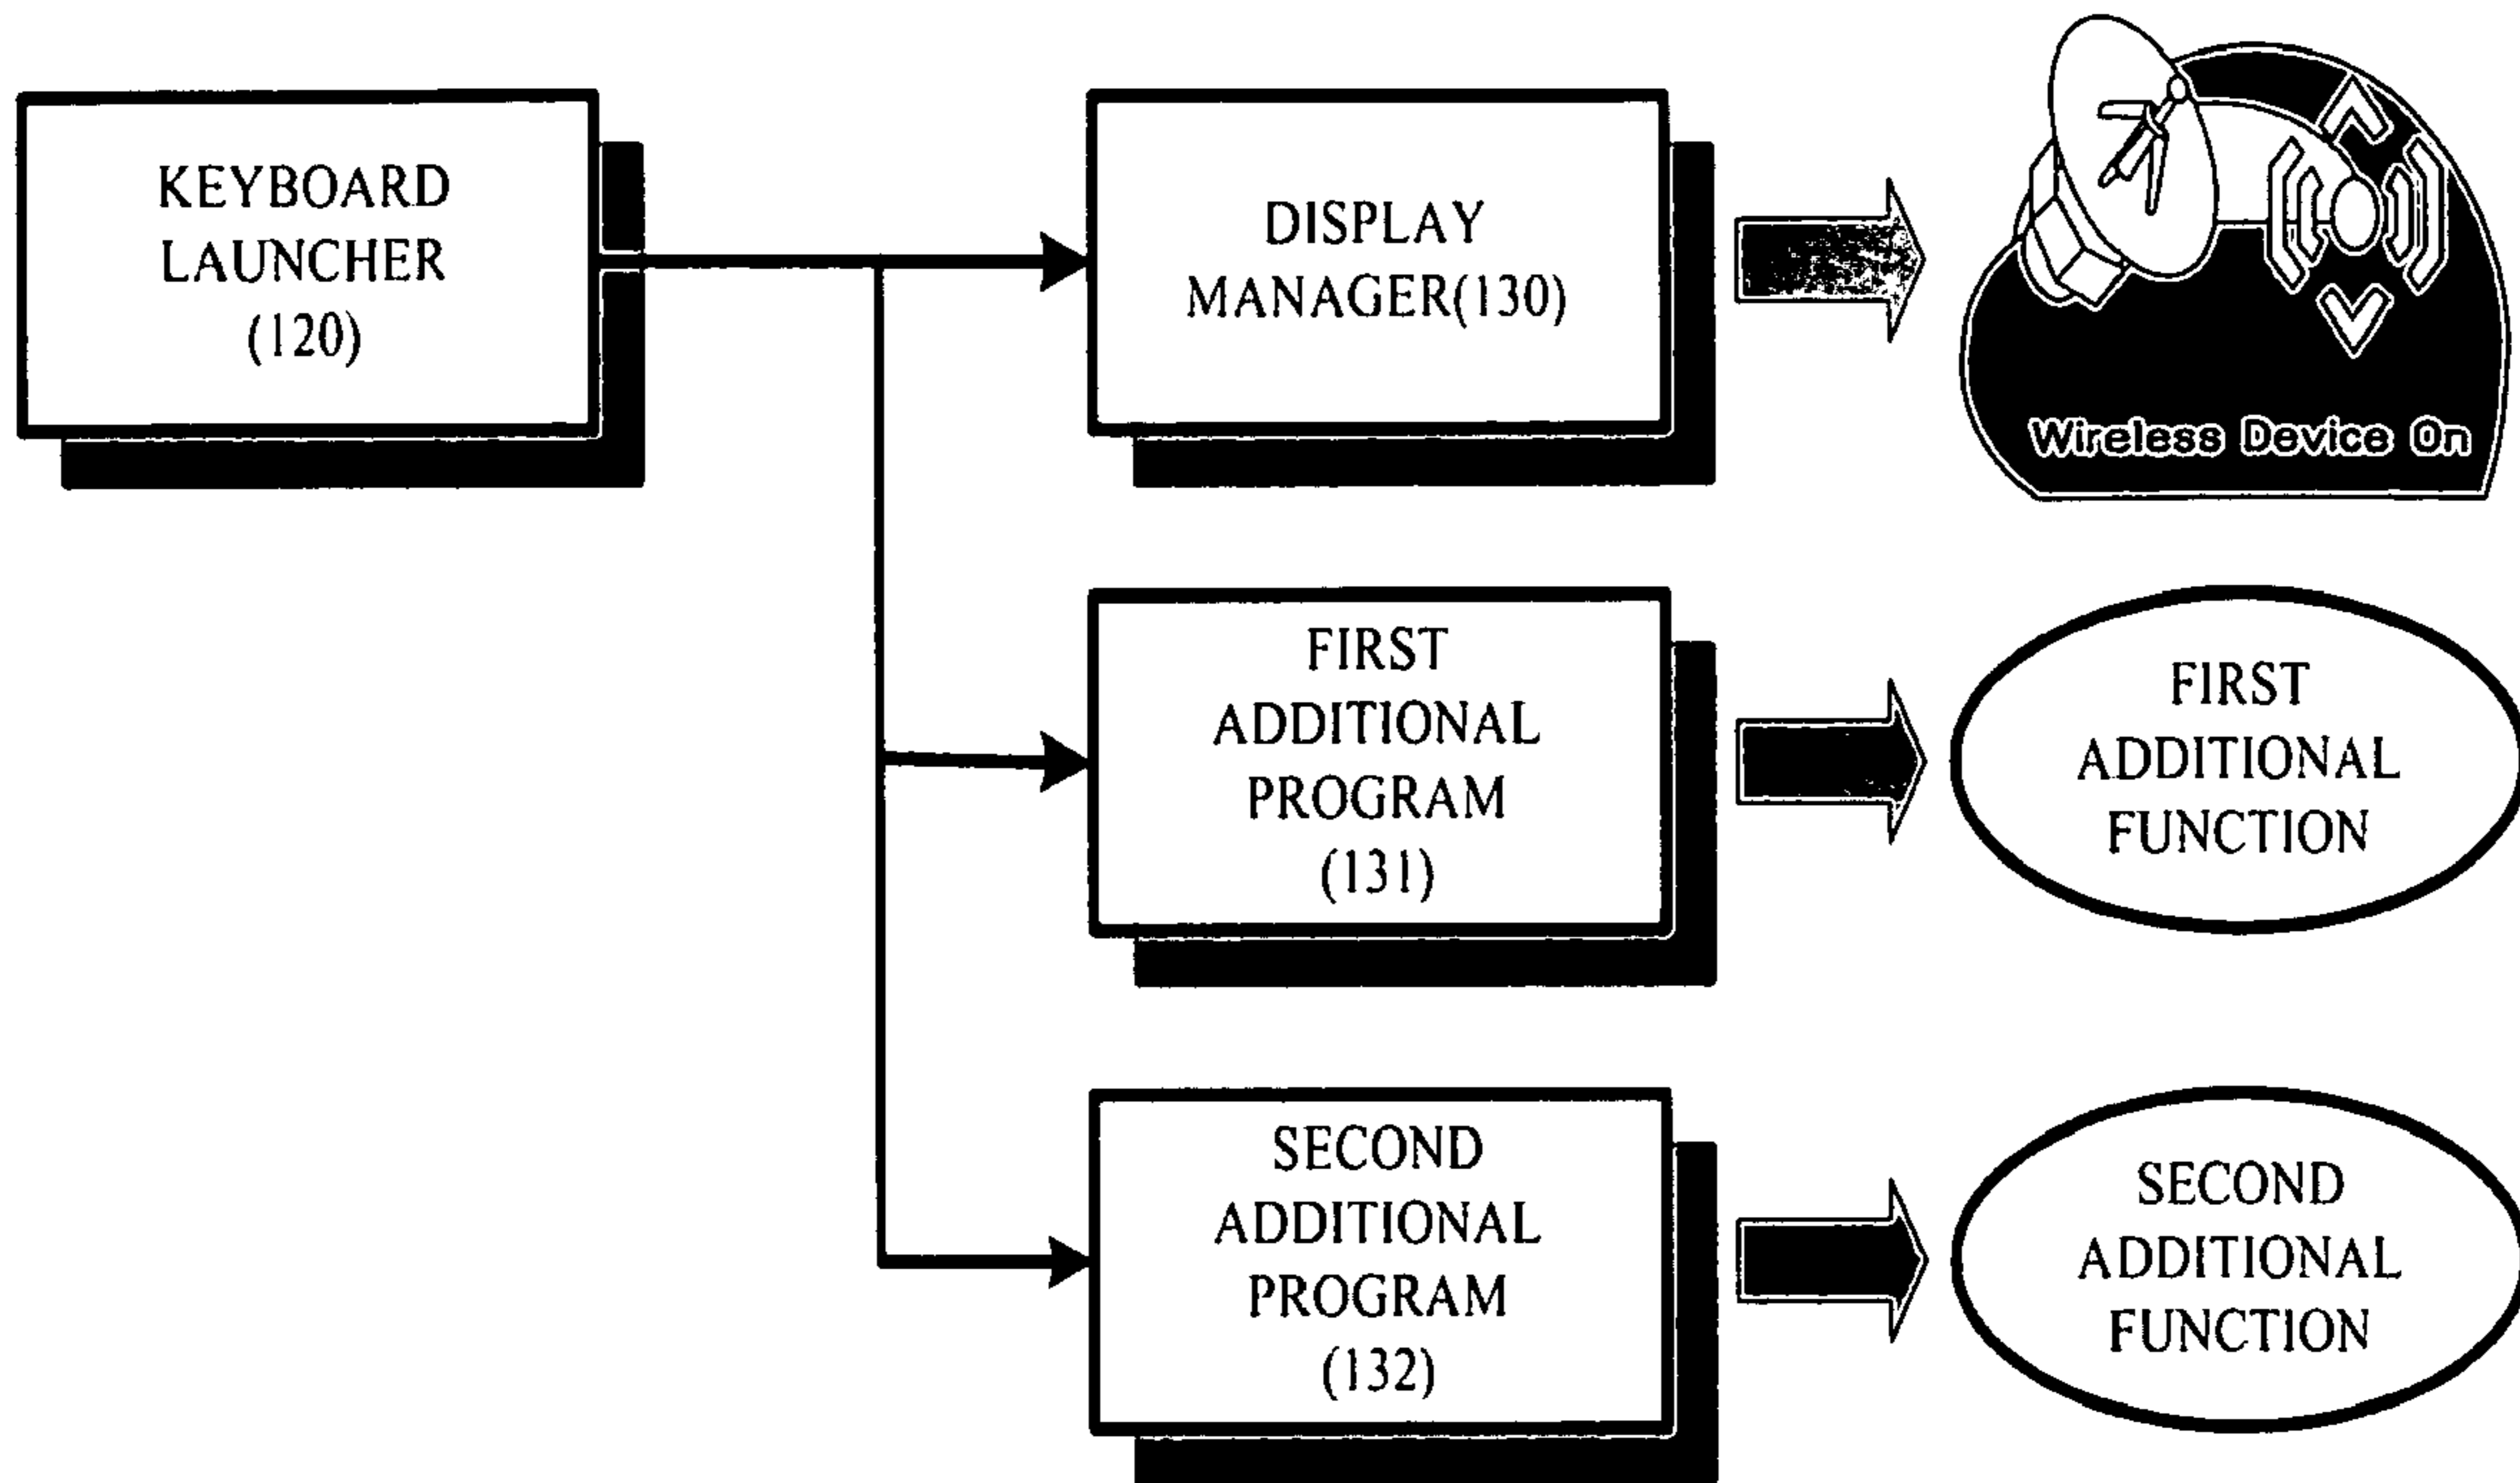 KEYBOARD
LAUNCHER
(120)
DISPLAY
MANAGER(130)
Wireless Device On
FIRST
ADDITIONAL
PROGRAM
(131)
FIRST
ADDITIONAL
FUNCTION
SECOND
ADDITIONAL
PROGRAM
(132)
SECOND
ADDITIONAL
FUNCTION